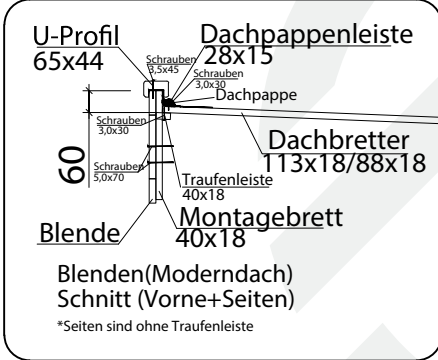 U-Profil
65x44
Schrauben
3,5x45
Dachpappenleiste
28x15
Schrauben
3,0x30
Dachpappe
Schrauben
3,0x30
60
Schrauben
5,0x70
Dachbretter
113x18/88x18
Traufenleiste
40x18
Montagebrett
40x18
Blende
Blenden(Moderndach)
Schnitt (Vorne+Seiten)
*Seiten sind ohne Traufenleiste